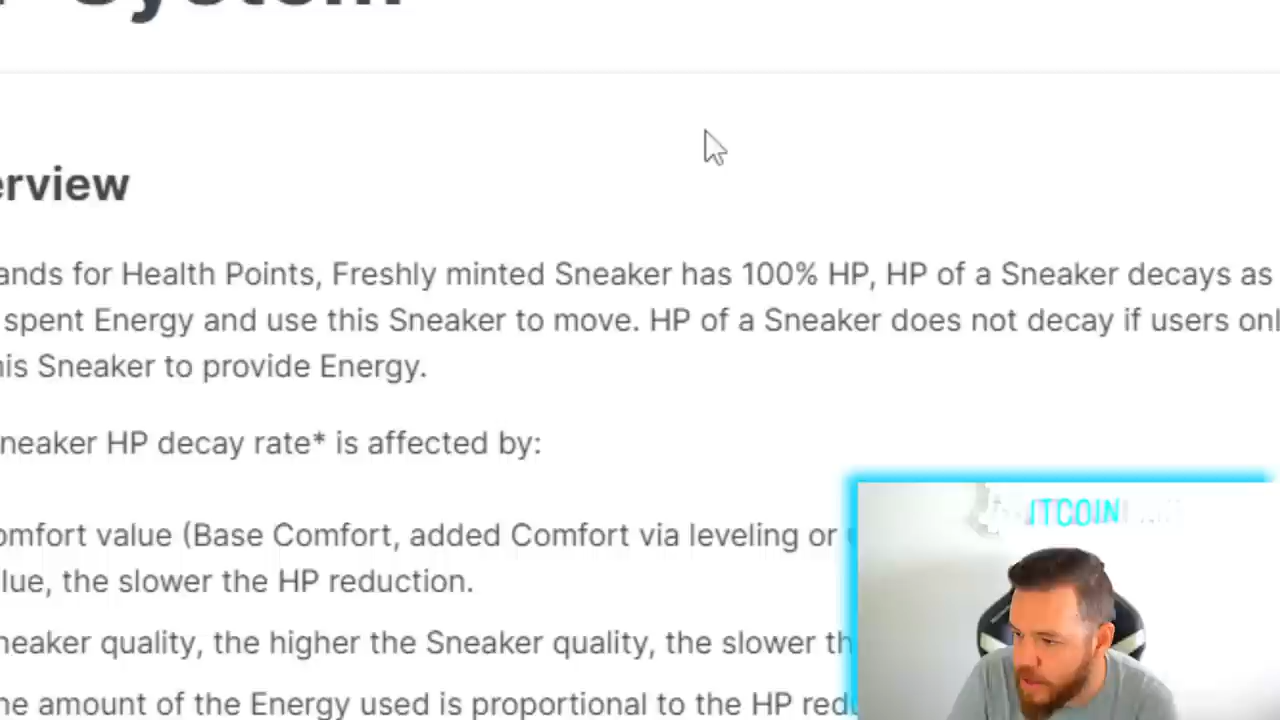 System
erview
ands for Health Points, Freshly minted Sneaker has 100% HP, HP of a Sneaker decays as
spent Energy and use this Sneaker to move. HP of a Sneaker does not decay if users onl
his Sneaker to provide Energy.
neaker HP decay rate* is affected by:
omfort value (Base Comfort, added Comfort via leveling or
lue, the slower the HP reduction.
neaker quality, the higher the Sneaker quality, the slower th
ne amount of the Energy used is proportional to the HP redu
ITCOIN